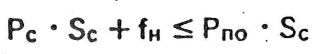 Pс · Sс + fн ≤ Pпо · Sс